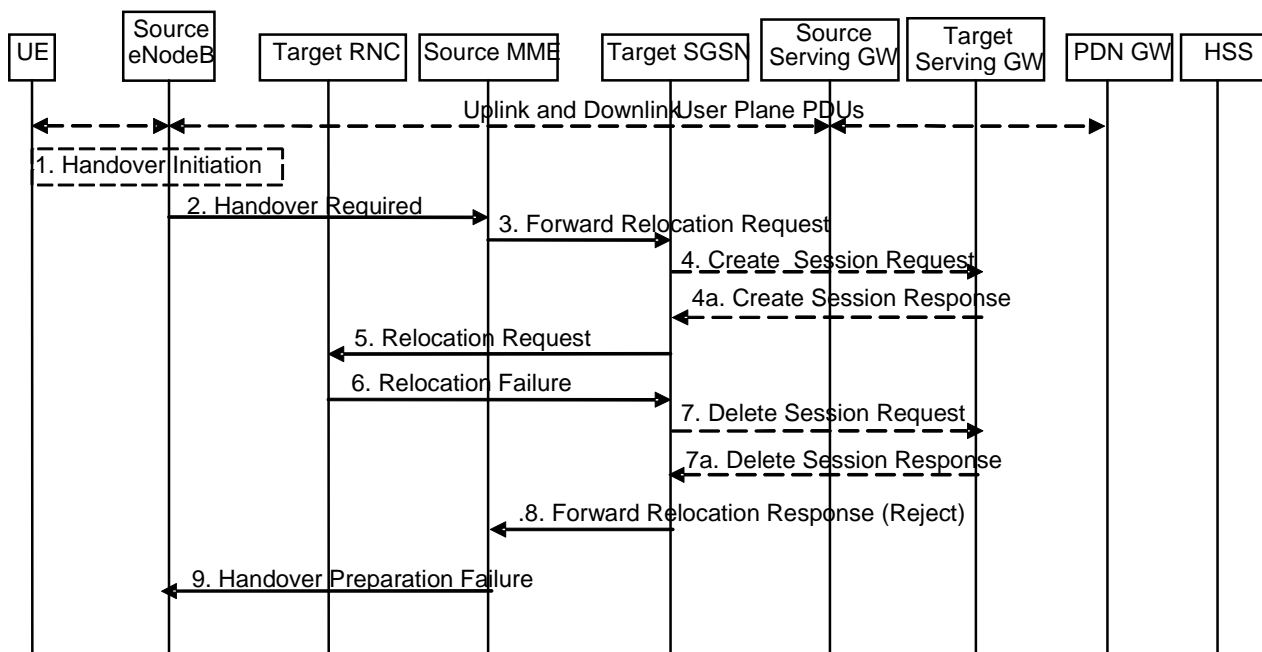 UE
Source
eNodeB
Target RNC
Source MME
Target SGSN
Source
Serving GW
Target
Serving GW
PDN GW
HSS
Uplink and Downlink User Plane PDUs
1. Handover Initiation
2. Handover Required
3. Forward Relocation Request
4. Create Session Request
4a. Create Session Response
5. Relocation Request
6. Relocation Failure
7. Delete Session Request
7a. Delete Session Response
.8. Forward Relocation Response (Reject)
9. Handover Preparation Failure